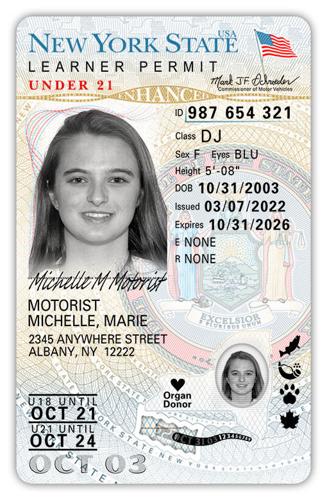 NEW YORK STATE USA
LEARNER PERMIT
UNDER 21
Mark J.F. Schroeder
Commissioner of Motor Vehicles
ENHANCED
ID 987 654 321
Class DJ
Sex F Eyes BLU
Height 5'-08"
DOB 10/31/2003
Issued 03/07/2022
Expires 10/31/2026
E NONE
R NONE
Michelle M Motorist
MOTORIST
MICHELLE, MARIE
2345 ANYWHERE STREET
ALBANY, NY 12222
EXCELSIOR
E PLURIBUS UNUM
Organ
Donor
U18 UNTIL
OCT 21
U21 UNTIL
OCT 24
OCT 03